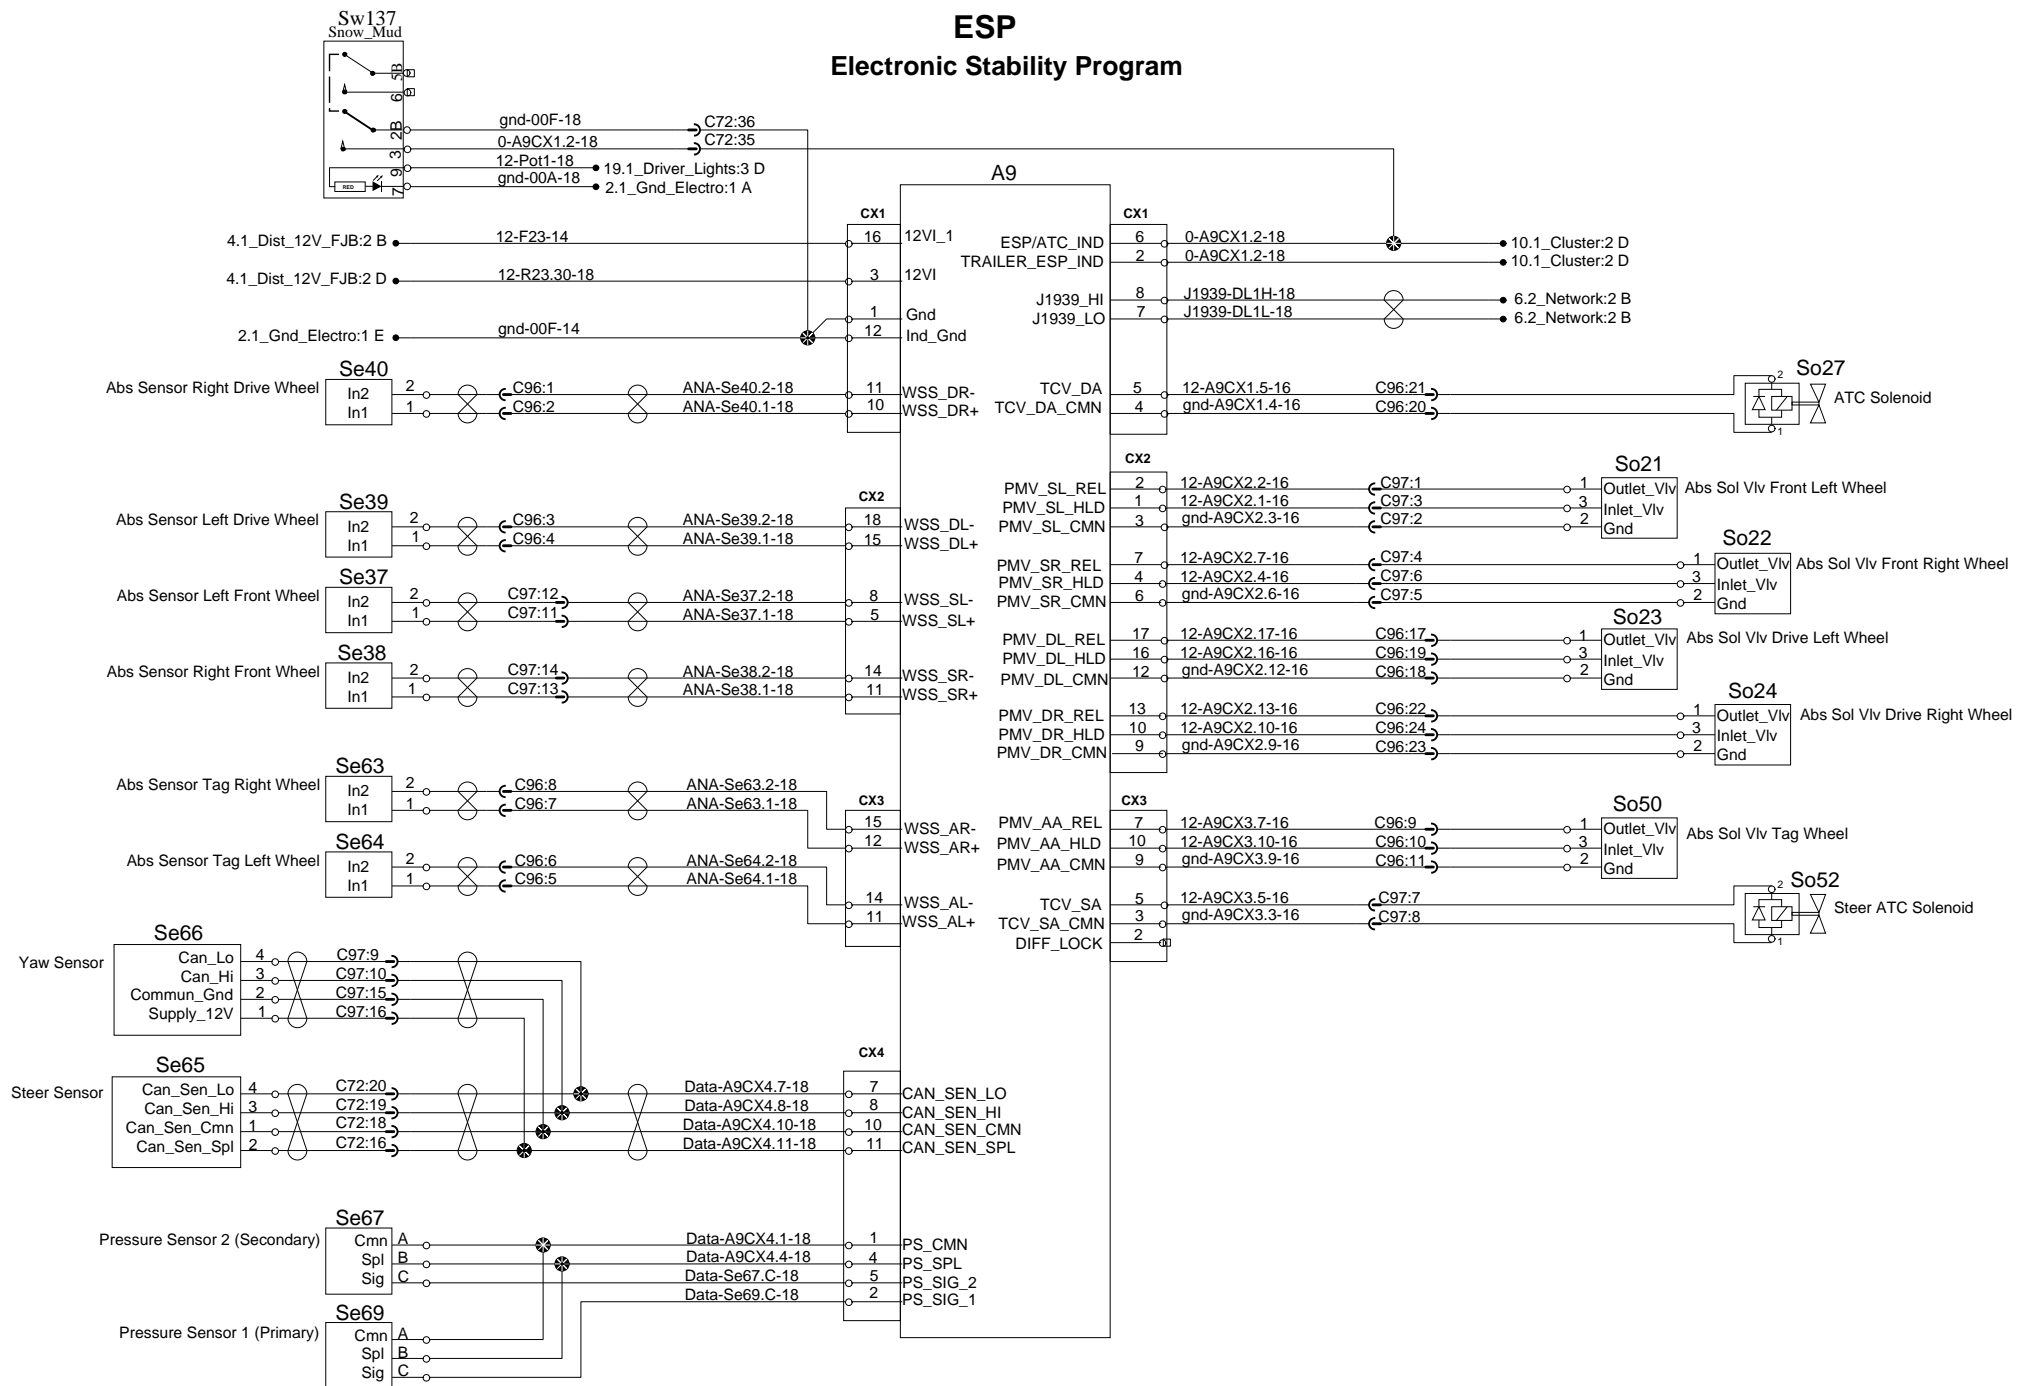 ESP
Electronic Stability Program
Sw137
Snow_Mud
5B
6
2B
3
9
7
RED
gnd-00F-18
C72:36
0-A9CX1.2-18
C72:35
12-Pot1-18
19.1_Driver_Lights:3 D
gnd-00A-18
2.1_Gnd_Electro:1 A
A9
CX1
4.1_Dist_12V_FJB:2 B
12-F23-14
16
12VI_1
4.1_Dist_12V_FJB:2 D
12-R23.30-18
3
12VI
1
Gnd
2.1_Gnd_Electro:1 E
gnd-00F-14
12
Ind_Gnd
Se40
Abs Sensor Right Drive Wheel
In2 2 C96:1 ANA-Se40.2-18 11 WSS_DR-
In1 1 C96:2 ANA-Se40.1-18 10 WSS_DR+
CX2
Se39
Abs Sensor Left Drive Wheel
In2 2 C96:3 ANA-Se39.2-18 18 WSS_DL-
In1 1 C96:4 ANA-Se39.1-18 15 WSS_DL+
Se37
Abs Sensor Left Front Wheel
In2 2 C97:12 ANA-Se37.2-18 8 WSS_SL-
In1 1 C97:11 ANA-Se37.1-18 5 WSS_SL+
Se38
Abs Sensor Right Front Wheel
In2 2 C97:14 ANA-Se38.2-18 14 WSS_SR-
In1 1 C97:13 ANA-Se38.1-18 11 WSS_SR+
Se63
Abs Sensor Tag Right Wheel
In2 2 C96:8 ANA-Se63.2-18
In1 1 C96:7 ANA-Se63.1-18
CX3
15 WSS_AR-
12 WSS_AR+
Se64
Abs Sensor Tag Left Wheel
In2 2 C96:6 ANA-Se64.2-18
In1 1 C96:5 ANA-Se64.1-18
14 WSS_AL-
11 WSS_AL+
Se66
Yaw Sensor
Can_Lo 4 C97:9
Can_Hi 3 C97:10
Commun_Gnd 2 C97:15
Supply_12V 1 C97:16
CX4
Se65
Steer Sensor
Can_Sen_Lo 4 C72:20 Data-A9CX4.7-18 7 CAN_SEN_LO
Can_Sen_Hi 3 C72:19 Data-A9CX4.8-18 8 CAN_SEN_HI
Can_Sen_Cmn 1 C72:18 Data-A9CX4.10-18 10 CAN_SEN_CMN
Can_Sen_Spl 2 C72:16 Data-A9CX4.11-18 11 CAN_SEN_SPL
Se67
Pressure Sensor 2 (Secondary)
Cmn A Data-A9CX4.1-18 1 PS_CMN
Spl B Data-A9CX4.4-18 4 PS_SPL
Sig C Data-Se67.C-18 5 PS_SIG_2
Data-Se69.C-18 2 PS_SIG_1
Se69
Pressure Sensor 1 (Primary)
Cmn A
Spl B
Sig C
CX1
ESP/ATC_IND 6 0-A9CX1.2-18 10.1_Cluster:2 D
TRAILER_ESP_IND 2 0-A9CX1.2-18 10.1_Cluster:2 D
J1939_HI 8 J1939-DL1H-18 6.2_Network:2 B
J1939_LO 7 J1939-DL1L-18 6.2_Network:2 B
TCV_DA 5 12-A9CX1.5-16 C96:21
TCV_DA_CMN 4 gnd-A9CX1.4-16 C96:20
So27
2
ATC Solenoid
1
CX2
So21
PMV_SL_REL 2 12-A9CX2.2-16 C97:1 1 Outlet_Vlv Abs Sol Vlv Front Left Wheel
PMV_SL_HLD 1 12-A9CX2.1-16 C97:3 3 Inlet_Vlv
PMV_SL_CMN 3 gnd-A9CX2.3-16 C97:2 2 Gnd
So22
PMV_SR_REL 7 12-A9CX2.7-16 C97:4 1 Outlet_Vlv Abs Sol Vlv Front Right Wheel
PMV_SR_HLD 4 12-A9CX2.4-16 C97:6 3 Inlet_Vlv
PMV_SR_CMN 6 gnd-A9CX2.6-16 C97:5 2 Gnd
So23
PMV_DL_REL 17 12-A9CX2.17-16 C96:17 1 Outlet_Vlv Abs Sol Vlv Drive Left Wheel
PMV_DL_HLD 16 12-A9CX2.16-16 C96:19 3 Inlet_Vlv
PMV_DL_CMN 12 gnd-A9CX2.12-16 C96:18 2 Gnd
So24
PMV_DR_REL 13 12-A9CX2.13-16 C96:22 1 Outlet_Vlv Abs Sol Vlv Drive Right Wheel
PMV_DR_HLD 10 12-A9CX2.10-16 C96:24 3 Inlet_Vlv
PMV_DR_CMN 9 gnd-A9CX2.9-16 C96:23 2 Gnd
CX3
So50
PMV_AA_REL 7 12-A9CX3.7-16 C96:9 1 Outlet_Vlv Abs Sol Vlv Tag Wheel
PMV_AA_HLD 10 12-A9CX3.10-16 C96:10 3 Inlet_Vlv
PMV_AA_CMN 9 gnd-A9CX3.9-16 C96:11 2 Gnd
TCV_SA 5 12-A9CX3.5-16 C97:7
TCV_SA_CMN 3 gnd-A9CX3.3-16 C97:8
DIFF_LOCK 2
So52
2
Steer ATC Solenoid
1